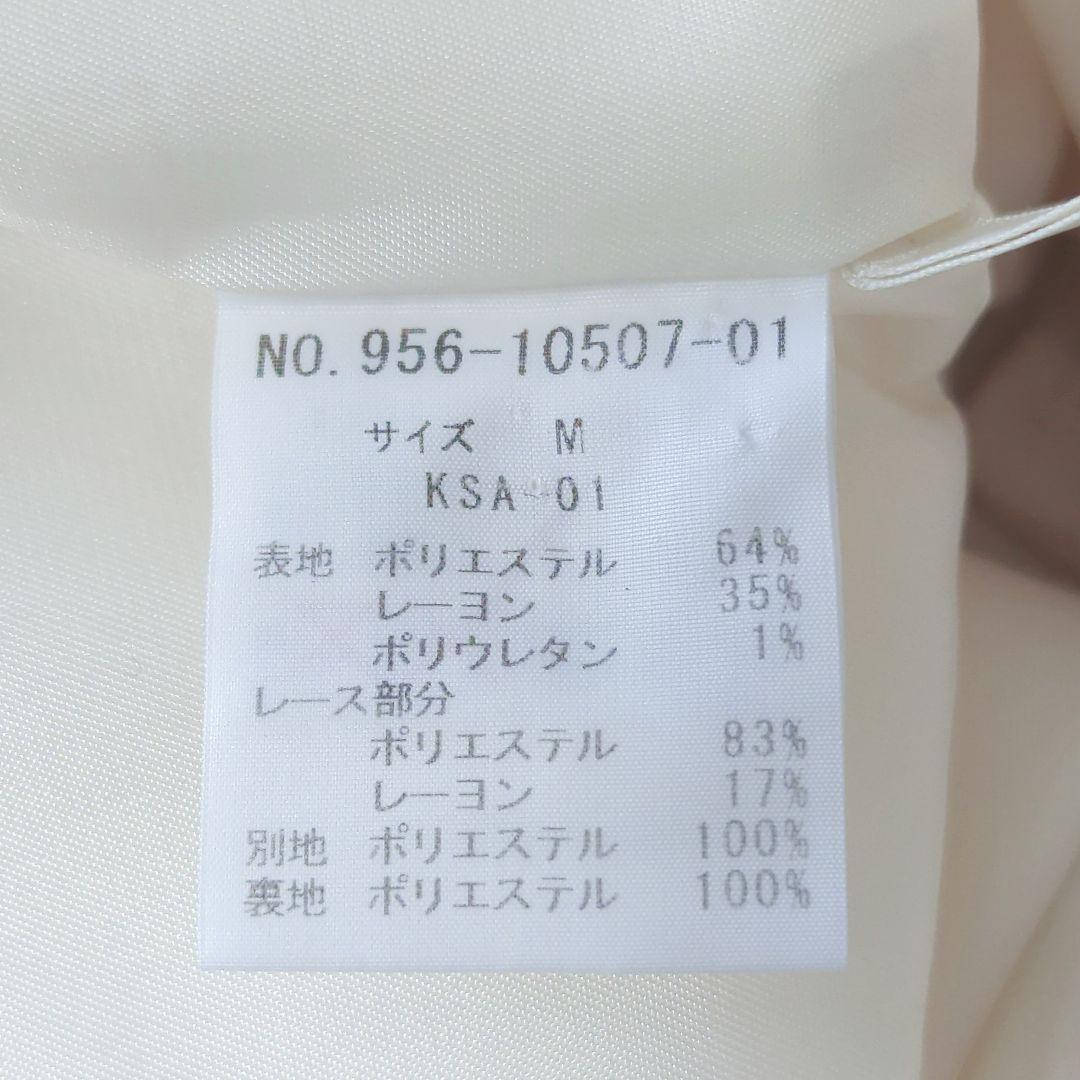 NO. 956-10507-01
サイズ M
KSA-01
表地 ポリエステル 64%
レーヨン 35%
ポリウレタン 1%
レース部分
ポリエステル 83%
レーヨン 17%
別地 ポリエステル 100%
裏地 ポリエステル 100%